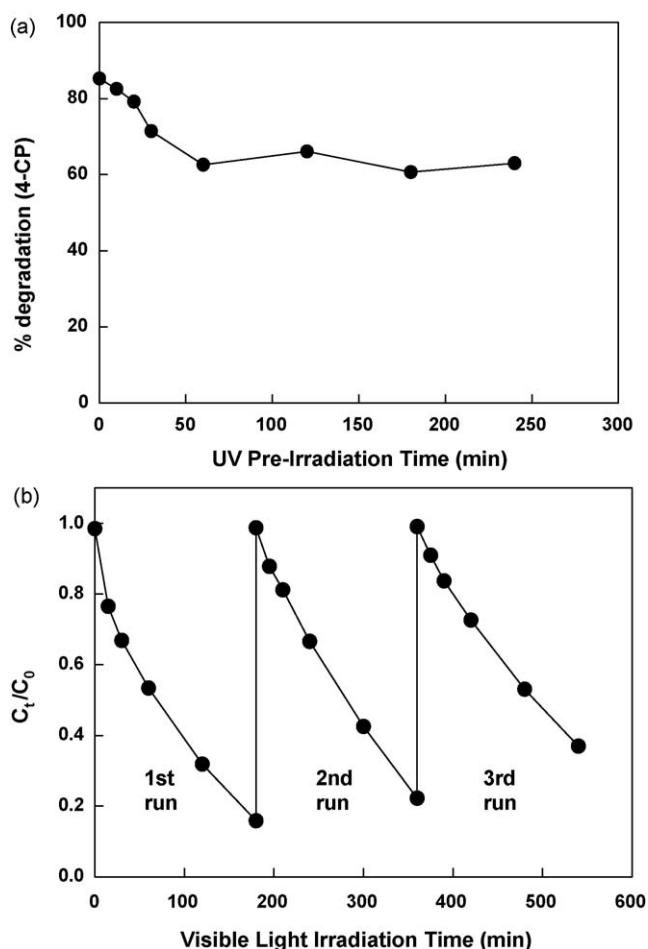 (a)
100
80
60
40
20
0
% degradation (4-CP)
0 50 100 150 200 250 300
UV Pre-Irradiation Time (min)
(b)
1.0
0.8
0.6
0.4
0.2
0.0
C_t/C_0
1st run
2nd run
3rd run
0 100 200 300 400 500 600
Visible Light Irradiation Time (min)